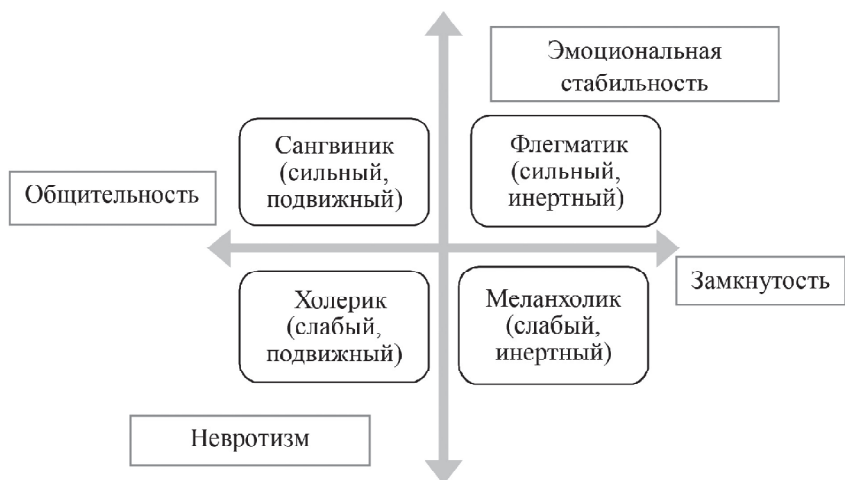 Эмоциональная
стабильность
Сангвиник
(сильный,
подвижный)
Флегматик
(сильный,
инертный)
Общительность
Замкнутость
Холерик
(слабый,
подвижный)
Меланхолик
(слабый,
инертный)
Невротизм